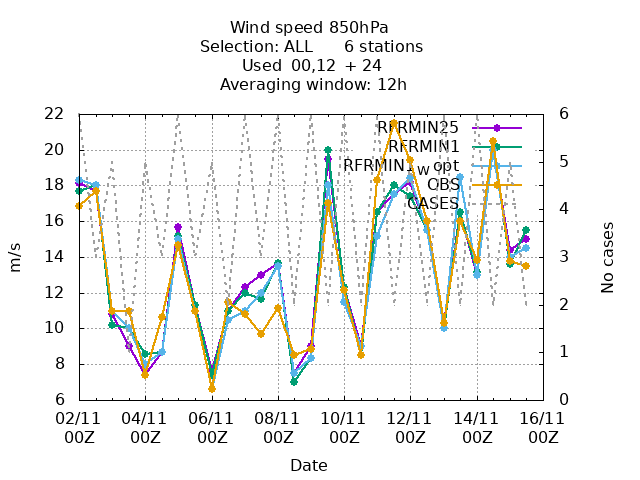 Wind speed 850hPa
Selection: ALL 6 stations
Used 00,12 + 24
Averaging window: 12h
22
20
18
16
14
12
10
8
6
m/s
6
5
4
3
2
1
0
No cases
RFRMIN25
RFRMIN1
opt
OBS
CASES
02/11 04/11 06/11 08/11 10/11 12/11 14/11 16/11
00Z 00Z 00Z 00Z 00Z 00Z 00Z 00Z
Date